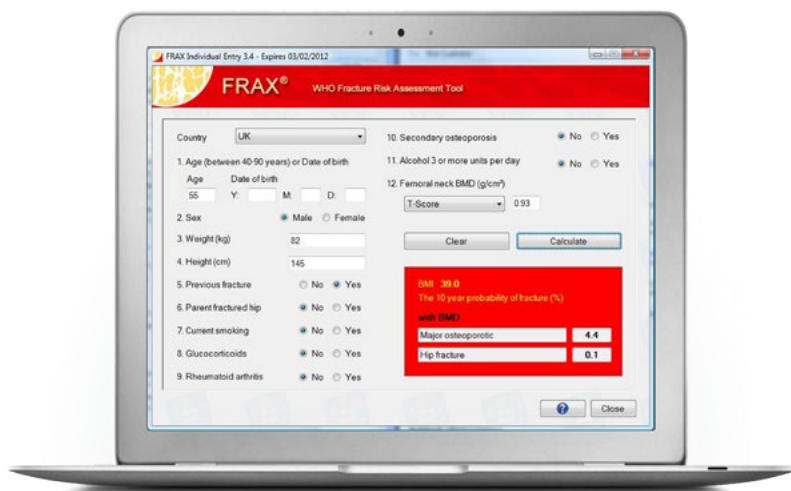 FRAX Individual Entry 3.4 - Expires 03/02/2012
FRAX®
WHO Fracture Risk Assessment Tool
Country
UK
1. Age (between 40-90 years) or Date of birth
Age
Date of birth
55
Y:
M:
D:
2. Sex
Male
Female
3. Weight (kg)
82
4. Height (cm)
145
5. Previous fracture
No
Yes
6. Parent fractured hip
No
Yes
7. Current smoking
No
Yes
8. Glucocorticoids
No
Yes
9. Rheumatoid arthritis
No
Yes
10. Secondary osteoporosis
No
Yes
11. Alcohol 3 or more units per day
No
Yes
12. Femoral neck BMD (g/cm²)
T-Score
0.93
Clear
Calculate
BMI 39.0
The 10 year probability of fracture (%)
with BMD
Major osteoporotic
4.4
Hip fracture
0.1
?
Close